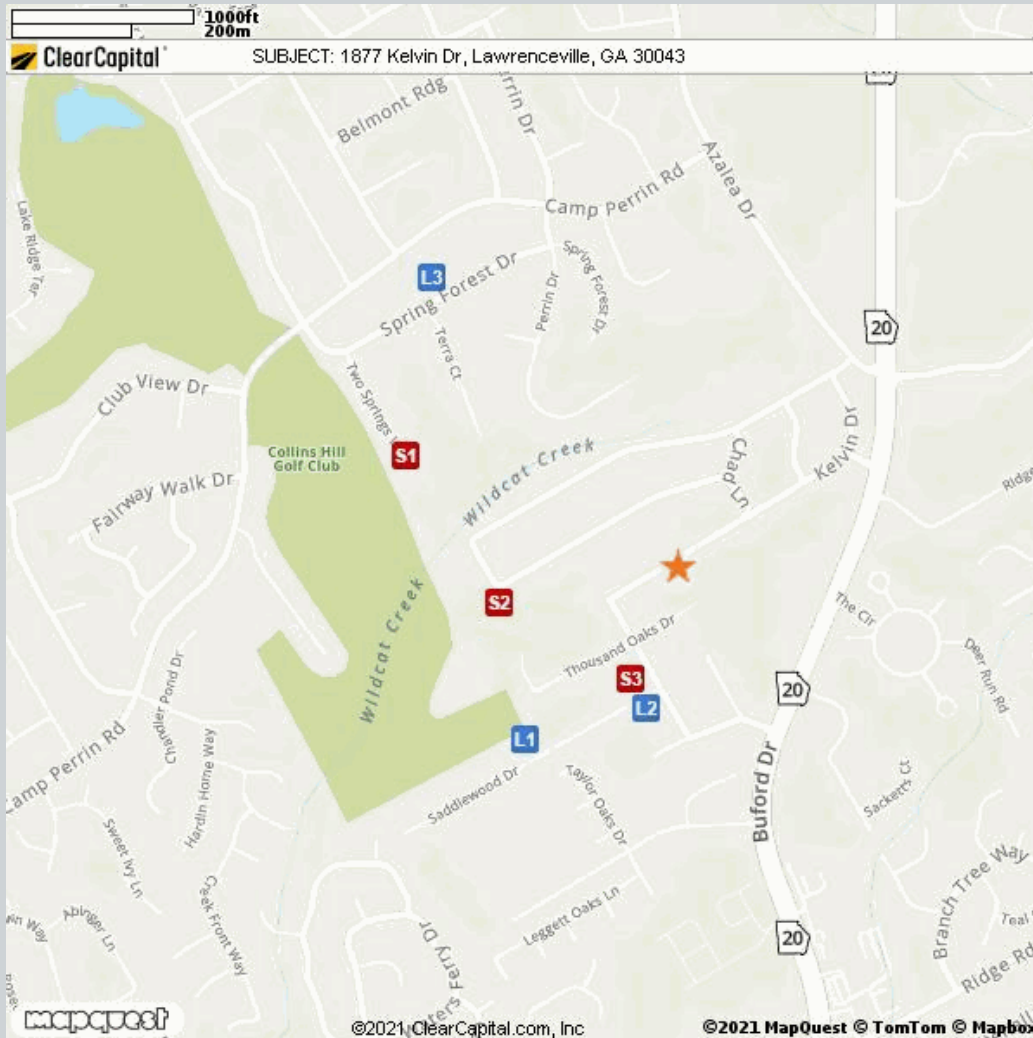 1000ft
200m
ClearCapital
SUBJECT: 1877 Kelvin Dr, Lawrenceville, GA 30043
Belmont Rdg
Azalea Dr
Camp Perrin Rd
Lake Ridge Ter
L3
Spring Forest Dr
Spring Forest Dr
Perrin Dr
20
Terra Ct
Two Springs
Club View Dr
Kelvin Dr
Chad Ln
Collins Hill
Golf Club
S1
Wildcat Creek
Fairway Walk Dr
S2
Wildcat Creek
The Cir
Thousand Oaks Dr
S3
L2
20
Deer Run Rd
Chandler Pond Dr
L1
Camp Perrin Rd
Hardin Home Way
Saddlewood Dr
Taylor Oaks Dr
Buford Dr
Sacketts Ct
Sweet Ivy Ln
Branch Tree Way
Creek Front Way
Abinger Ln
Leggett Oaks Ln
Teal
20
Ridge Rd
Ferry Dr
mapquest
©2021 ClearCapital.com, Inc
©2021 MapQuest © TomTom © Mapbox